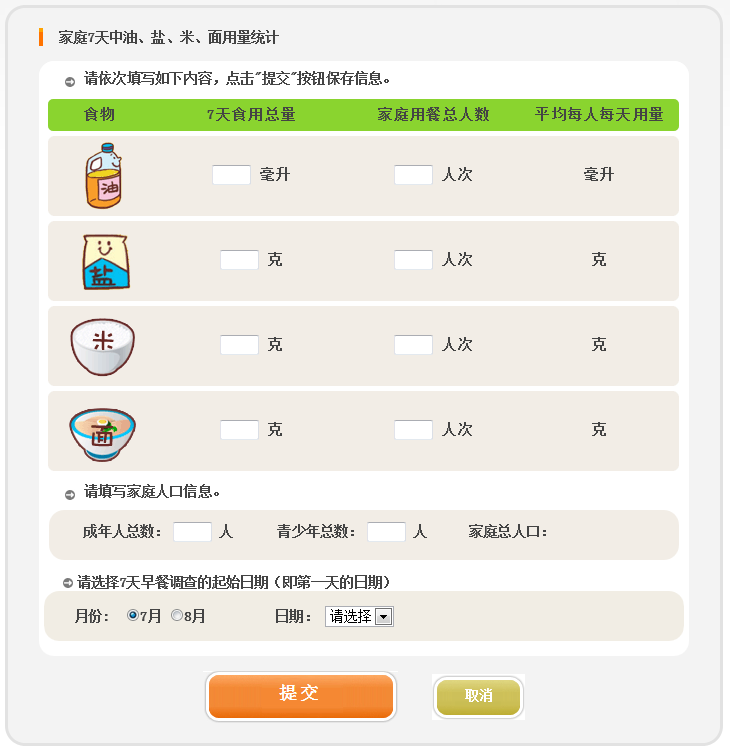 家庭7天中油、盐、米、面用量统计
请依次填写如下内容，点击"提交"按钮保存信息。
食物 7天食用总量 家庭用餐总人数 平均每人每天用量
油 毫升 人次 毫升
盐 克 人次 克
米 克 人次 克
面 克 人次 克
请填写家庭人口信息。
成年人总数： 人 青少年总数： 人 家庭总人口：
请选择7天早餐调查的起始日期（即第一天的日期）
月份： 7月 8月 日期： 请选择
提交 取消